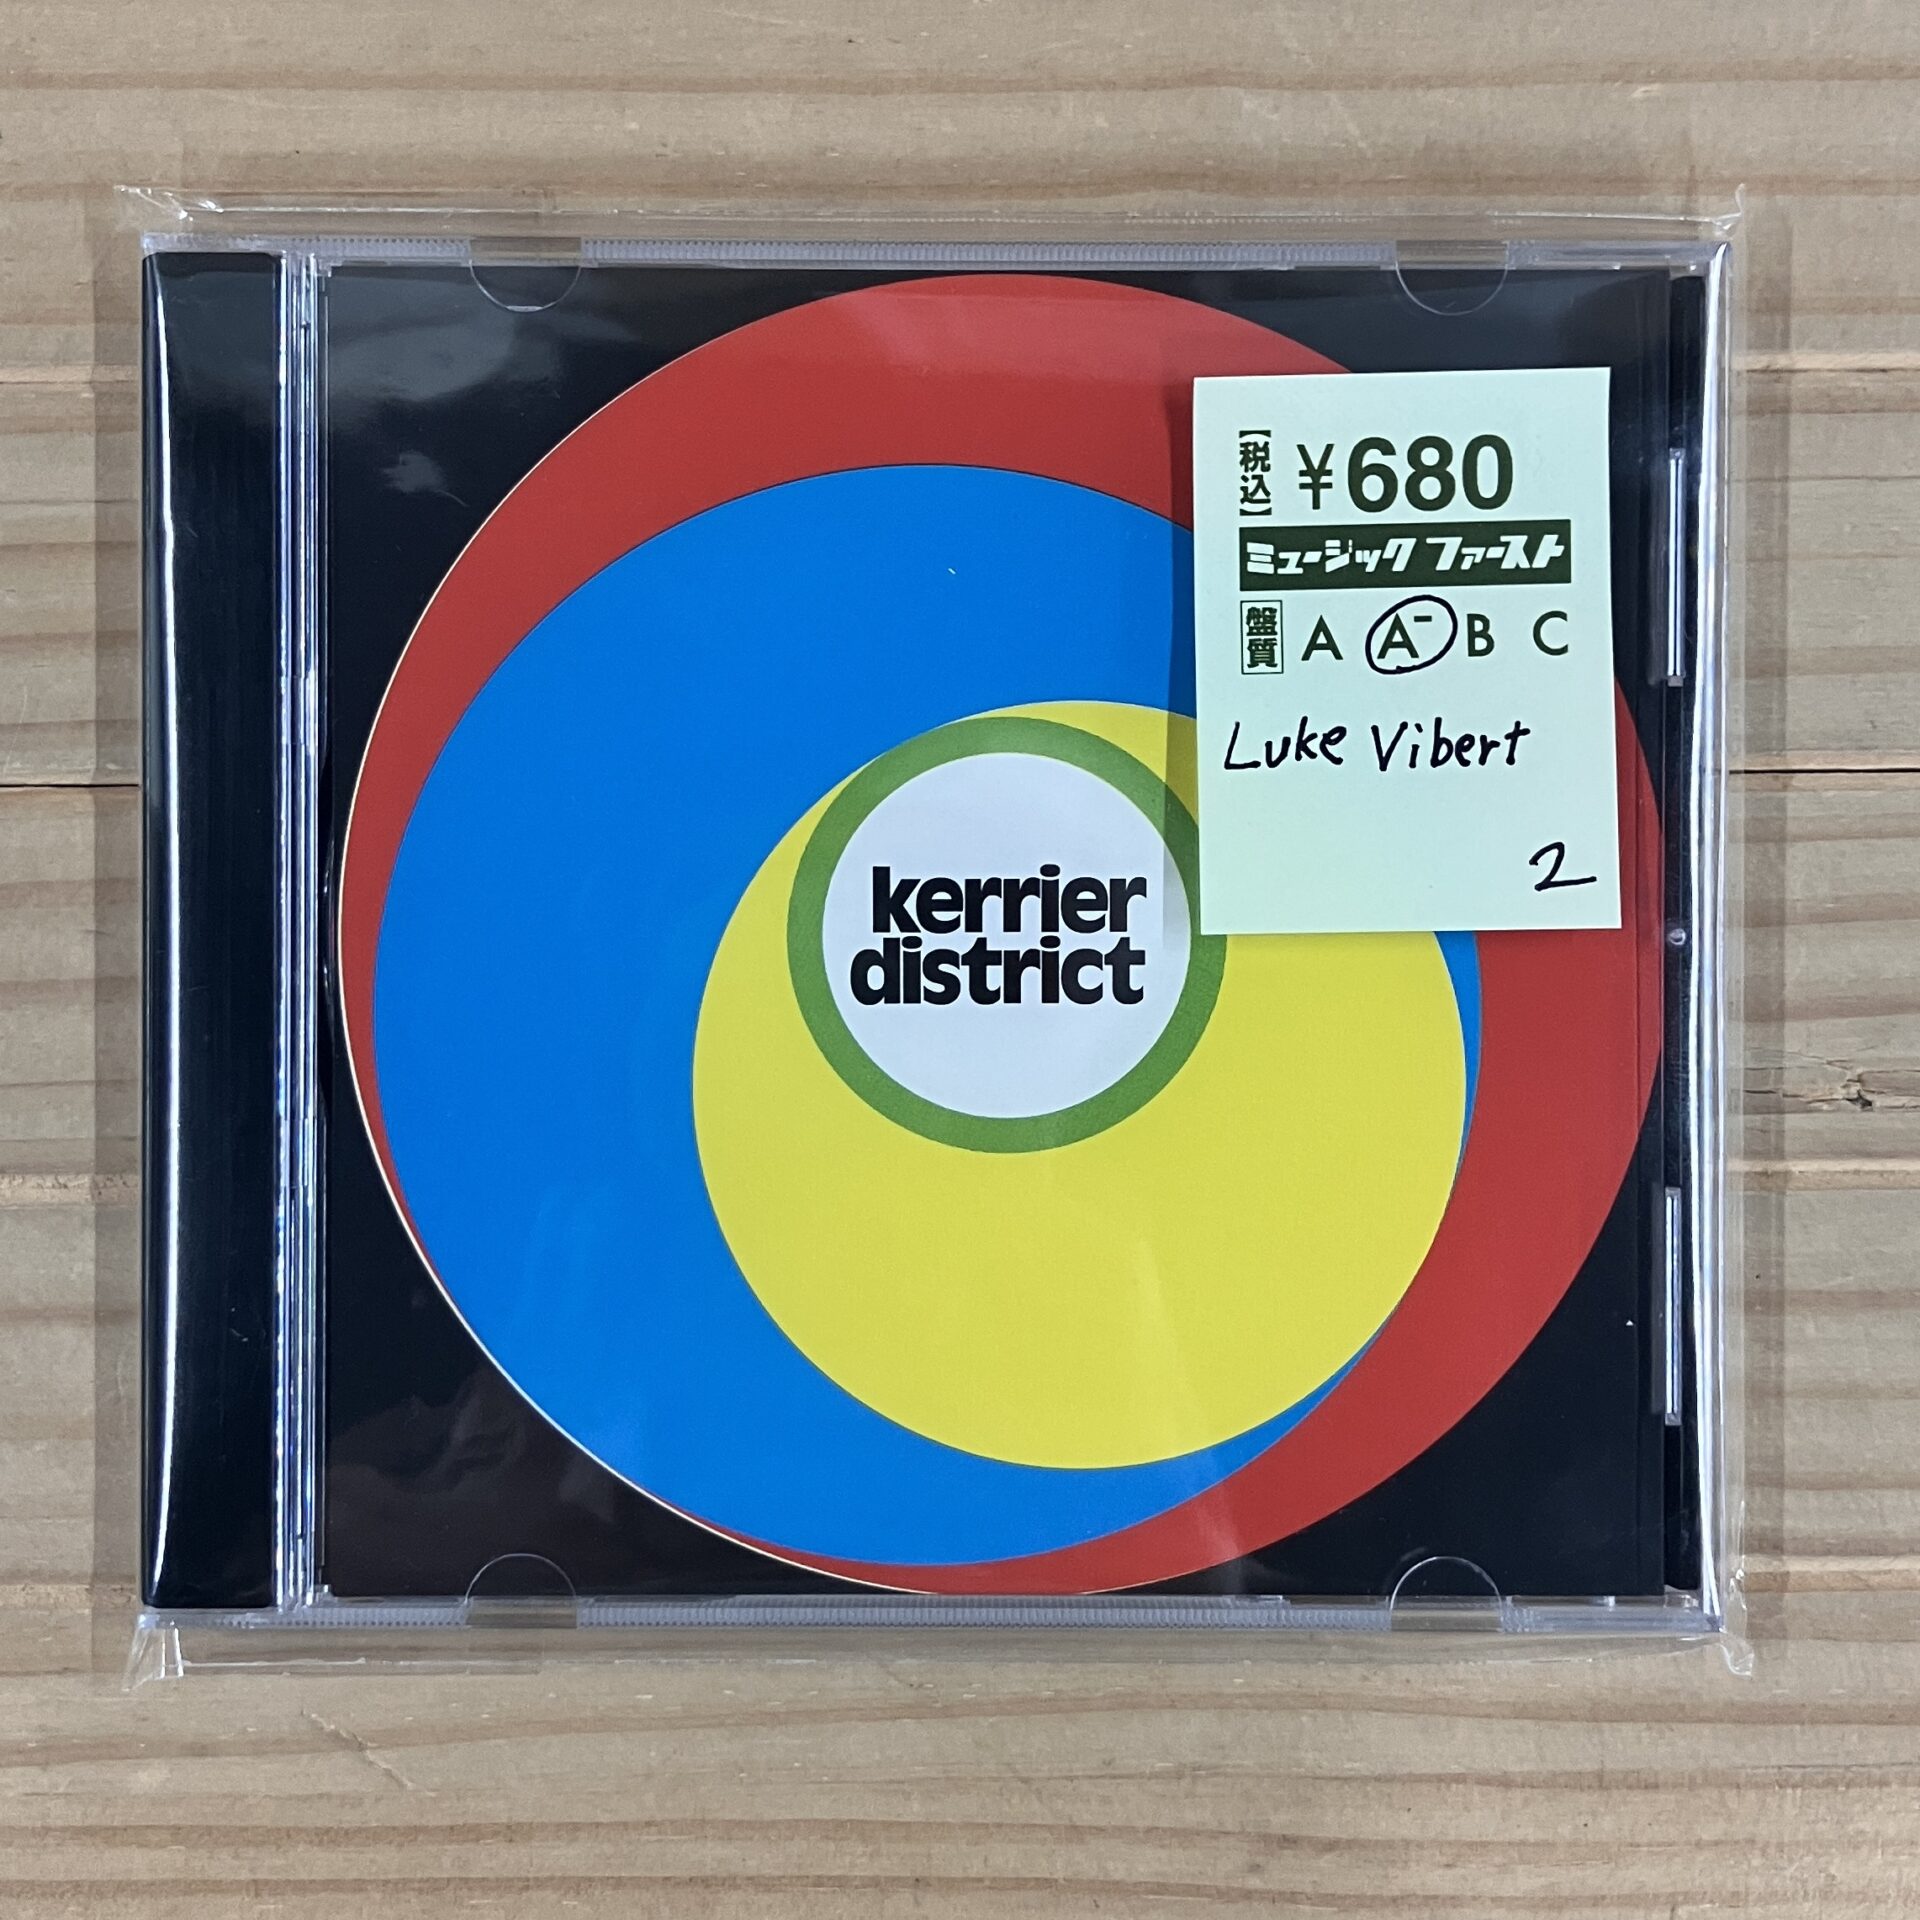 【税込】 ¥680
ミュージック ファースト
盤質 A A⁻ B C
Luke Vibert
2
kerrier
district